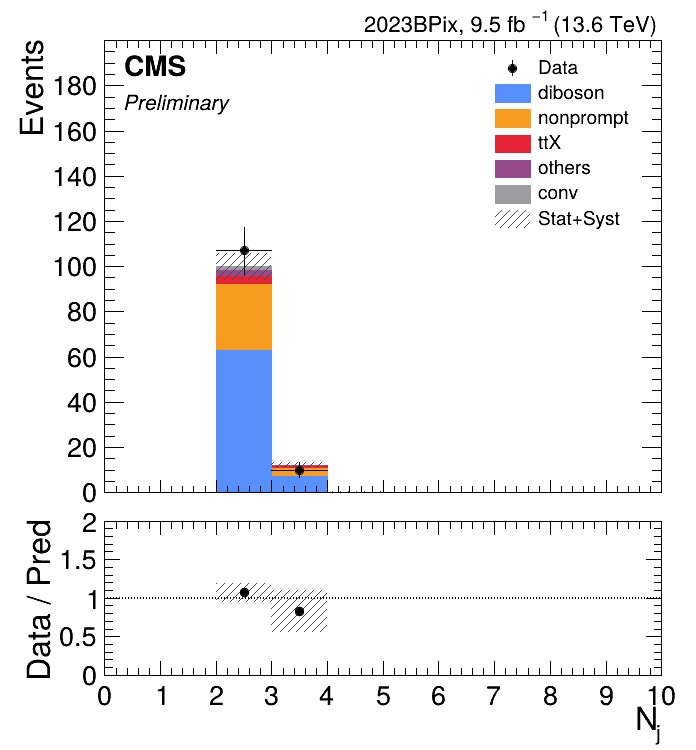 2023BPix, 9.5 fb⁻¹ (13.6 TeV)
CMS
Preliminary
Data
diboson
nonprompt
ttX
others
conv
Stat+Syst
Events
180
160
140
120
100
80
60
40
20
0
Data / Pred
2
1.5
1
0.5
0
0 1 2 3 4 5 6 7 8 9 10
N_j